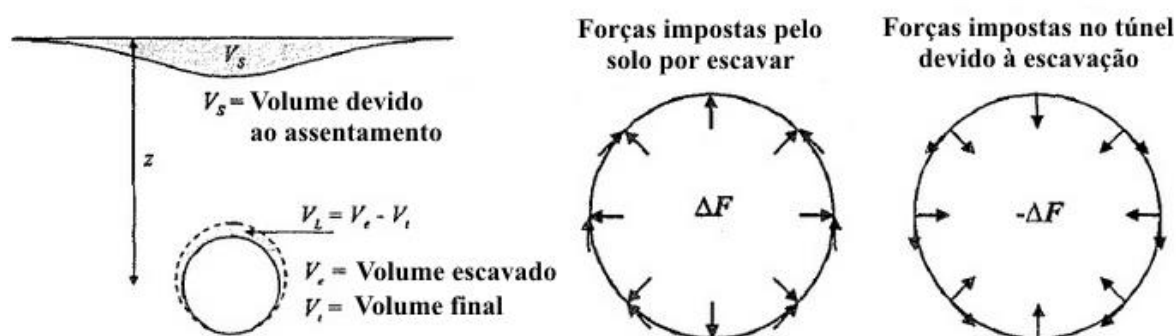 V_S
V_S = Volume devido
ao assentamento
z
V_L = V_e - V_t
V_e = Volume escavado
V_t = Volume final
Forças impostas pelo
solo por escavar
ΔF
Forças impostas no túnel
devido à escavação
-ΔF